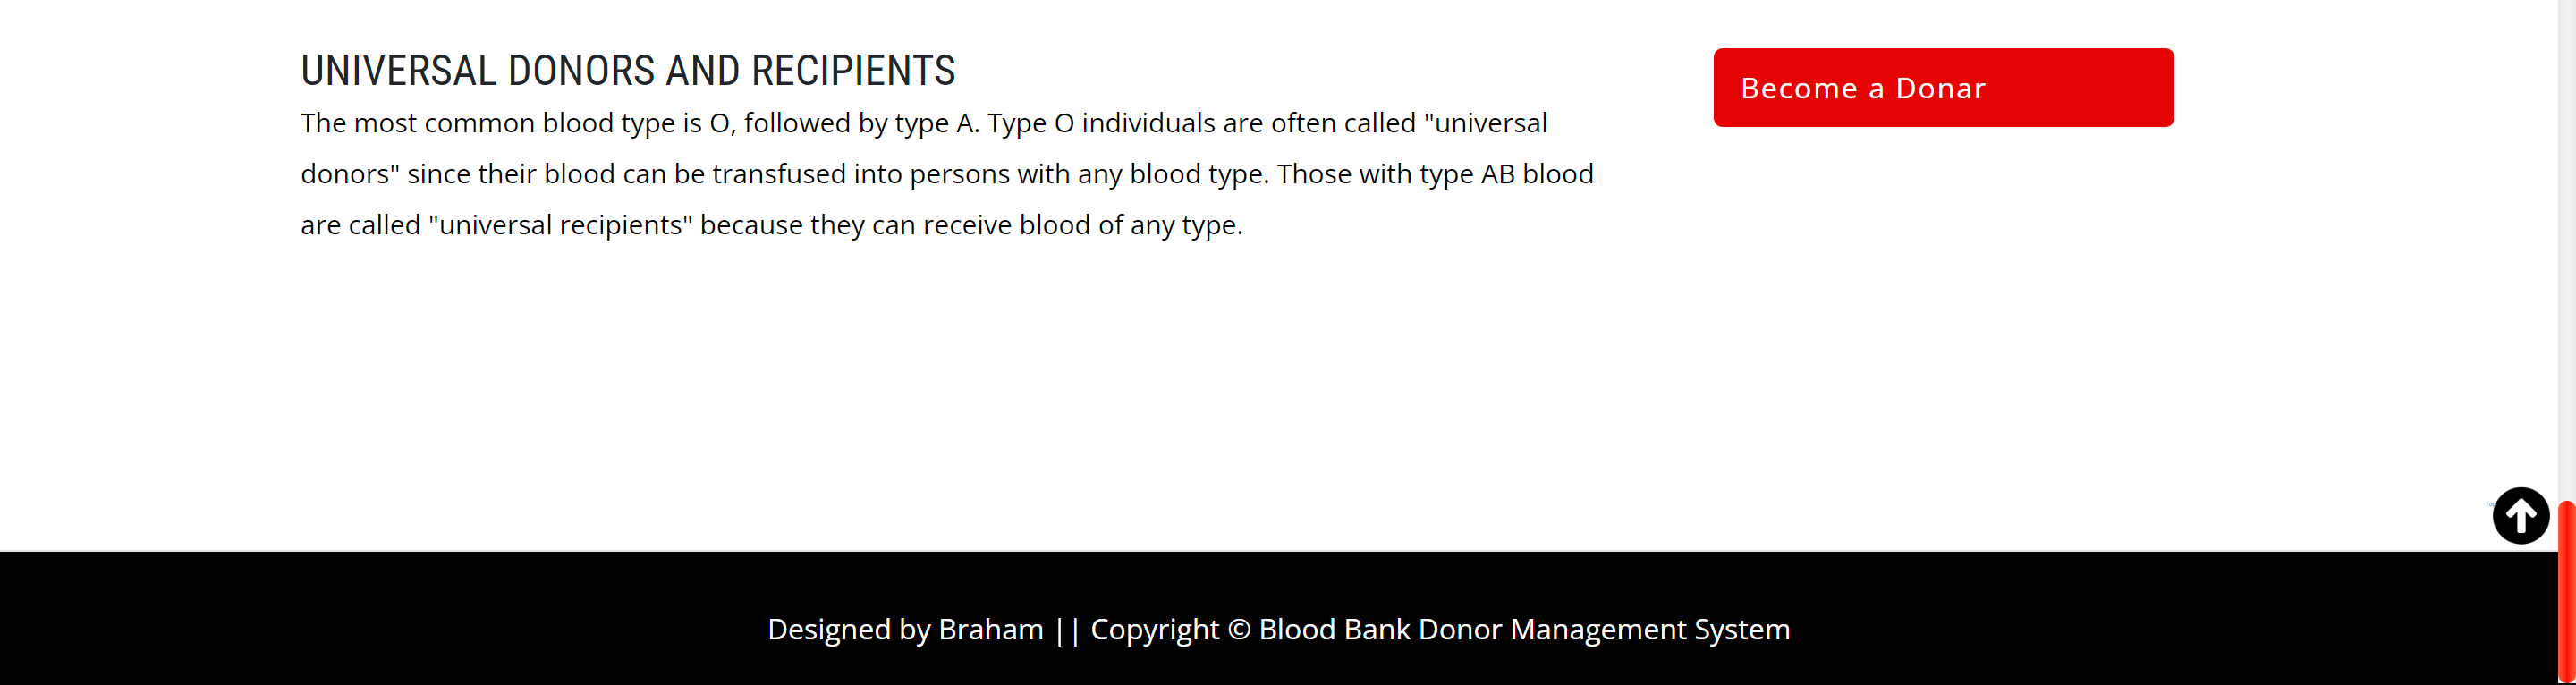 UNIVERSAL DONORS AND RECIPIENTS
The most common blood type is O, followed by type A. Type O individuals are often called "universal
donors" since their blood can be transfused into persons with any blood type. Those with type AB blood
are called "universal recipients" because they can receive blood of any type.
Become a Donar
Designed by Braham || Copyright © Blood Bank Donor Management System